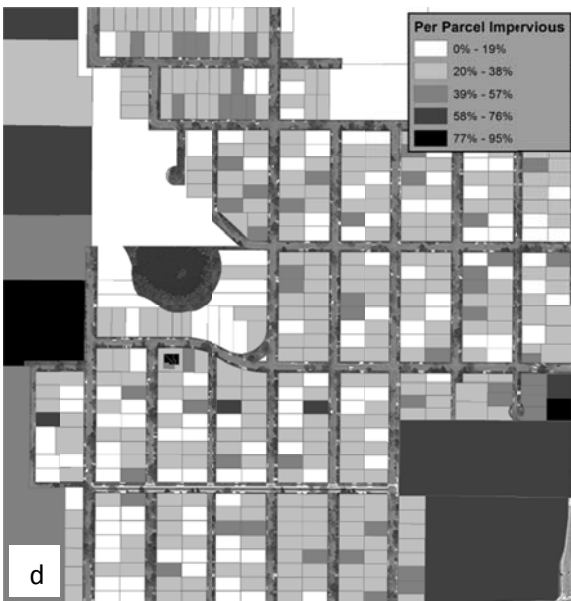 Per Parcel Impervious
0% - 19%
20% - 38%
39% - 57%
58% - 76%
77% - 95%
d